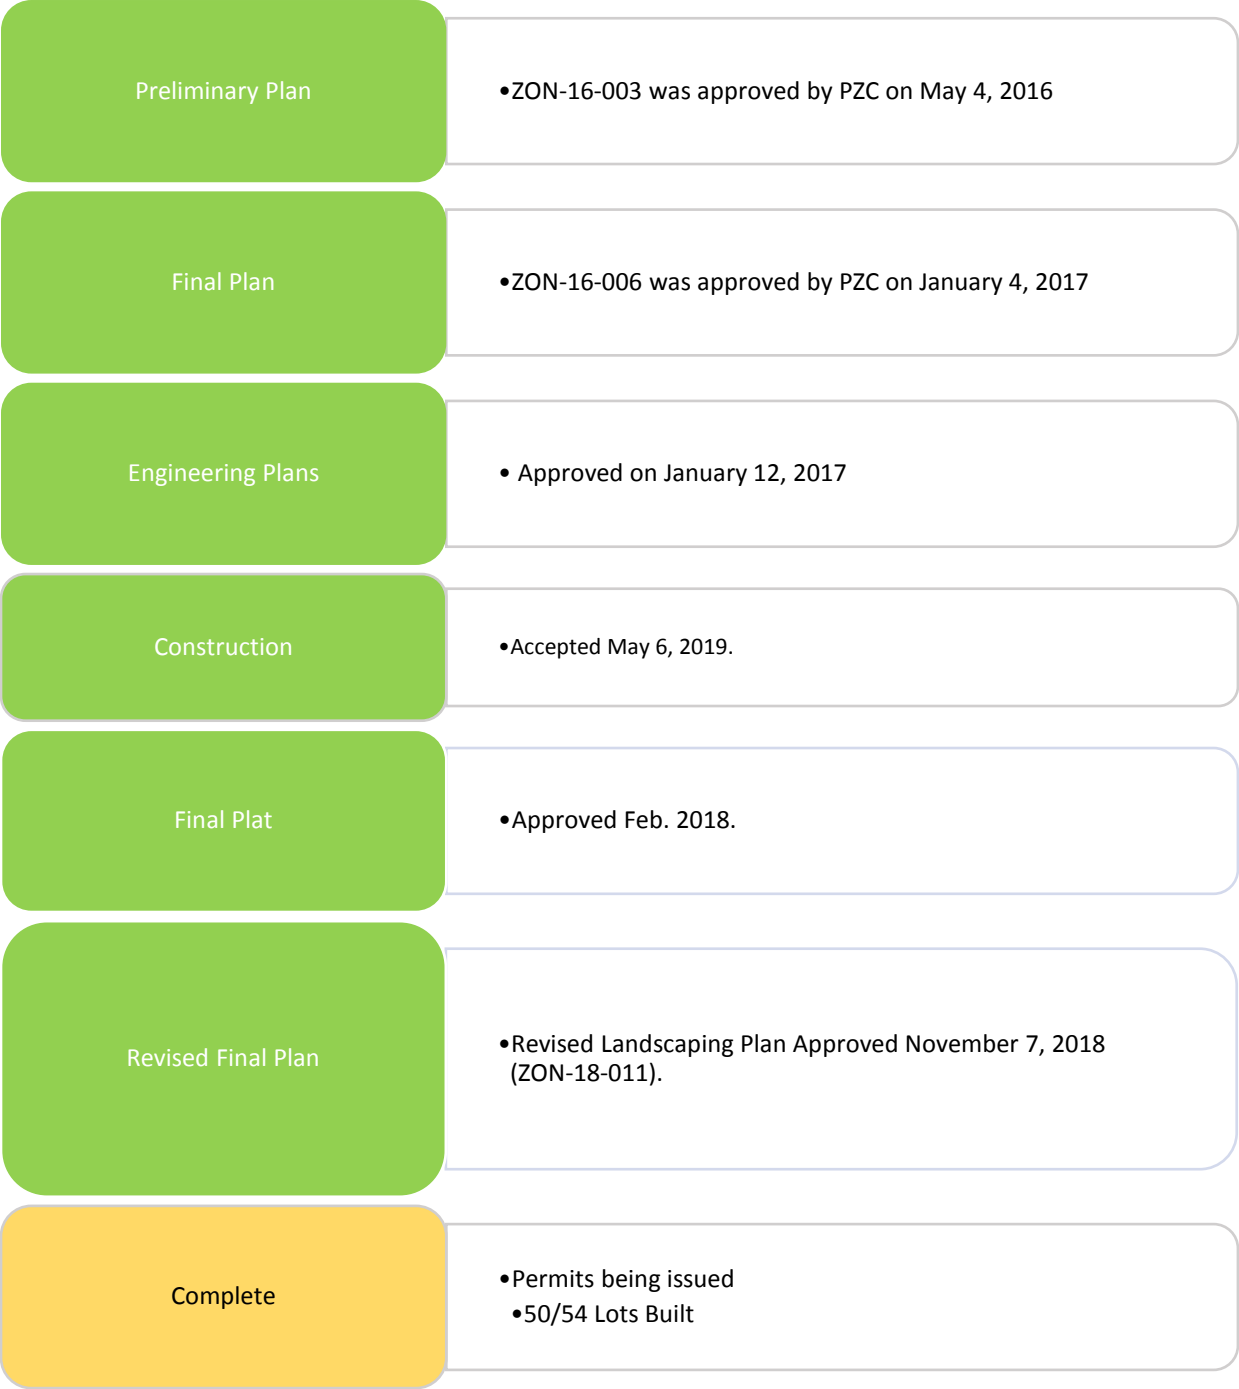 Preliminary Plan
•ZON-16-003 was approved by PZC on May 4, 2016
Final Plan
•ZON-16-006 was approved by PZC on January 4, 2017
Engineering Plans
• Approved on January 12, 2017
Construction
•Accepted May 6, 2019.
Final Plat
•Approved Feb. 2018.
Revised Final Plan
•Revised Landscaping Plan Approved November 7, 2018
(ZON-18-011).
Complete
•Permits being issued
•50/54 Lots Built